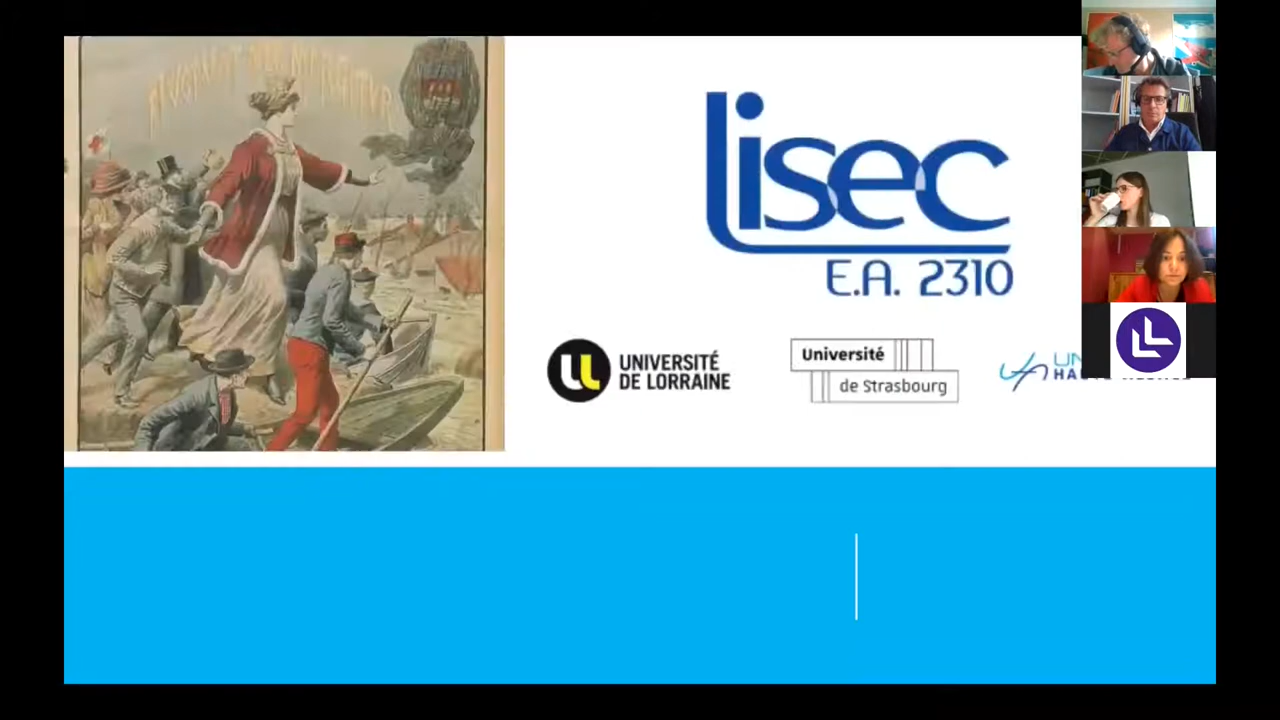 lisec
E.A. 2310
UNIVERSITÉ
DE LORRAINE
Université
de Strasbourg